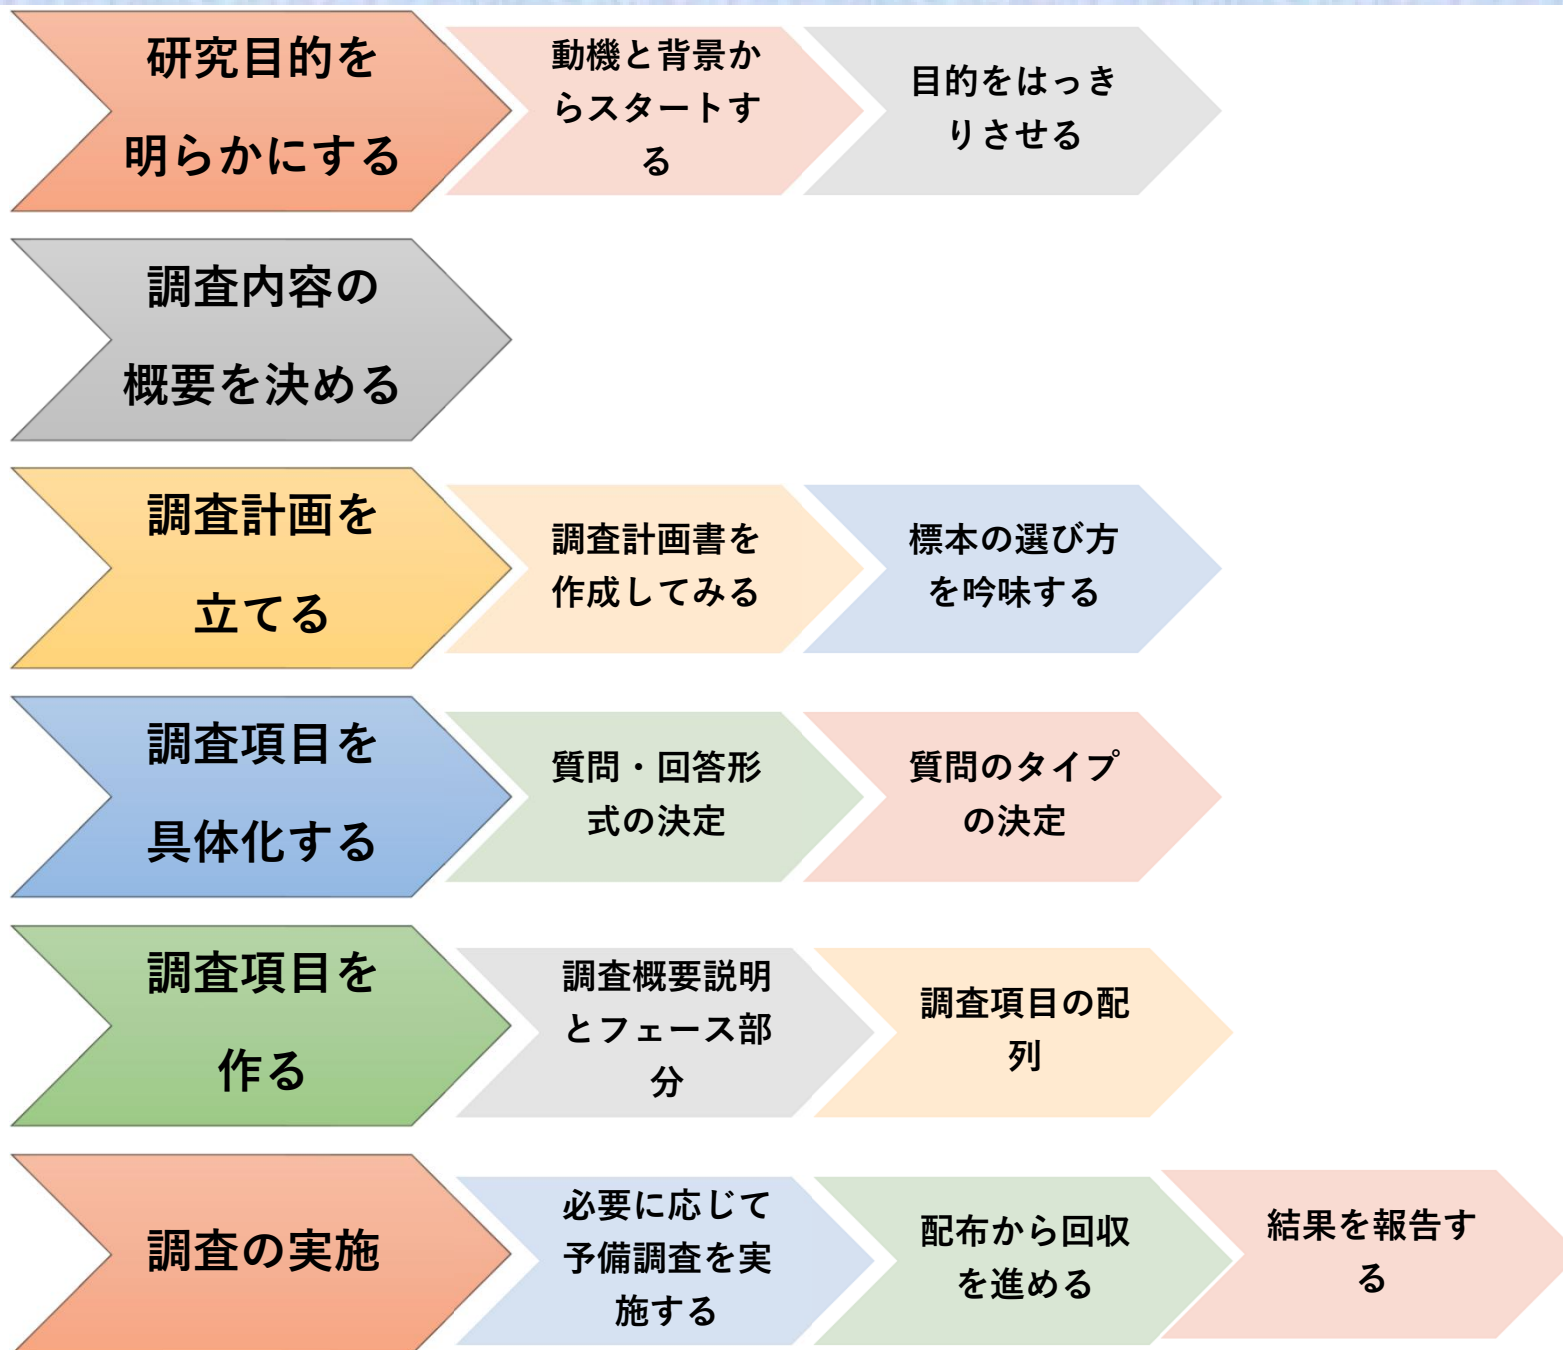 研究目的を
明らかにする
動機と背景か
らスタートす
る
目的をはっき
りさせる
調査内容の
概要を決める
調査計画を
立てる
調査計画書を
作成してみる
標本の選び方
を吟味する
調査項目を
具体化する
質問・回答形
式の決定
質問のタイプ
の決定
調査項目を
作る
調査概要説明
とフェース部
分
調査項目の配
列
調査の実施
必要に応じて
予備調査を実
施する
配布から回収
を進める
結果を報告す
る